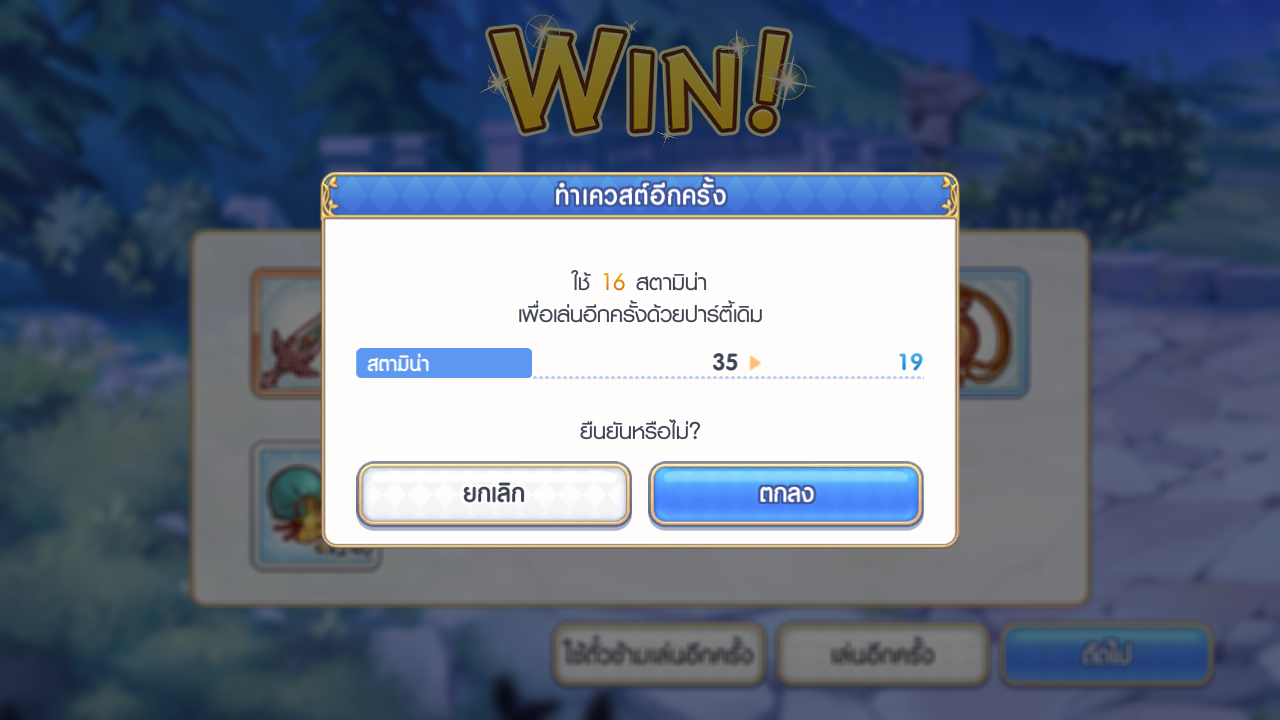 WIN!
ทำเควสต์อีกครั้ง
ใช้ 16 สตามิน่า
เพื่อเล่นอีกครั้งด้วยปาร์ตี้เดิม
สตามิน่า 35 19
ยืนยันหรือไม่?
ยกเลิก ตกลง
ใช้ตั๋วข้ามเล่นอีกครั้ง เล่นอีกครั้ง ถัดไป